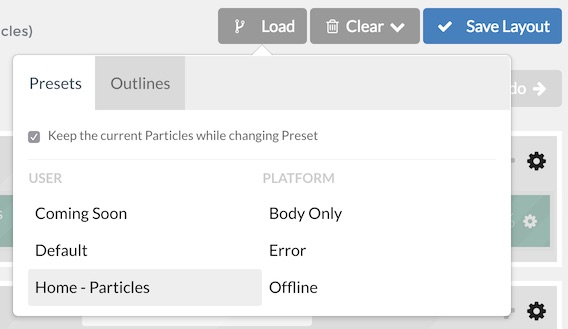 cles)
Load
Clear
Save Layout
Presets
Outlines
do
Keep the current Particles while changing Preset
USER
PLATFORM
Coming Soon
Body Only
Default
Error
Home - Particles
Offline